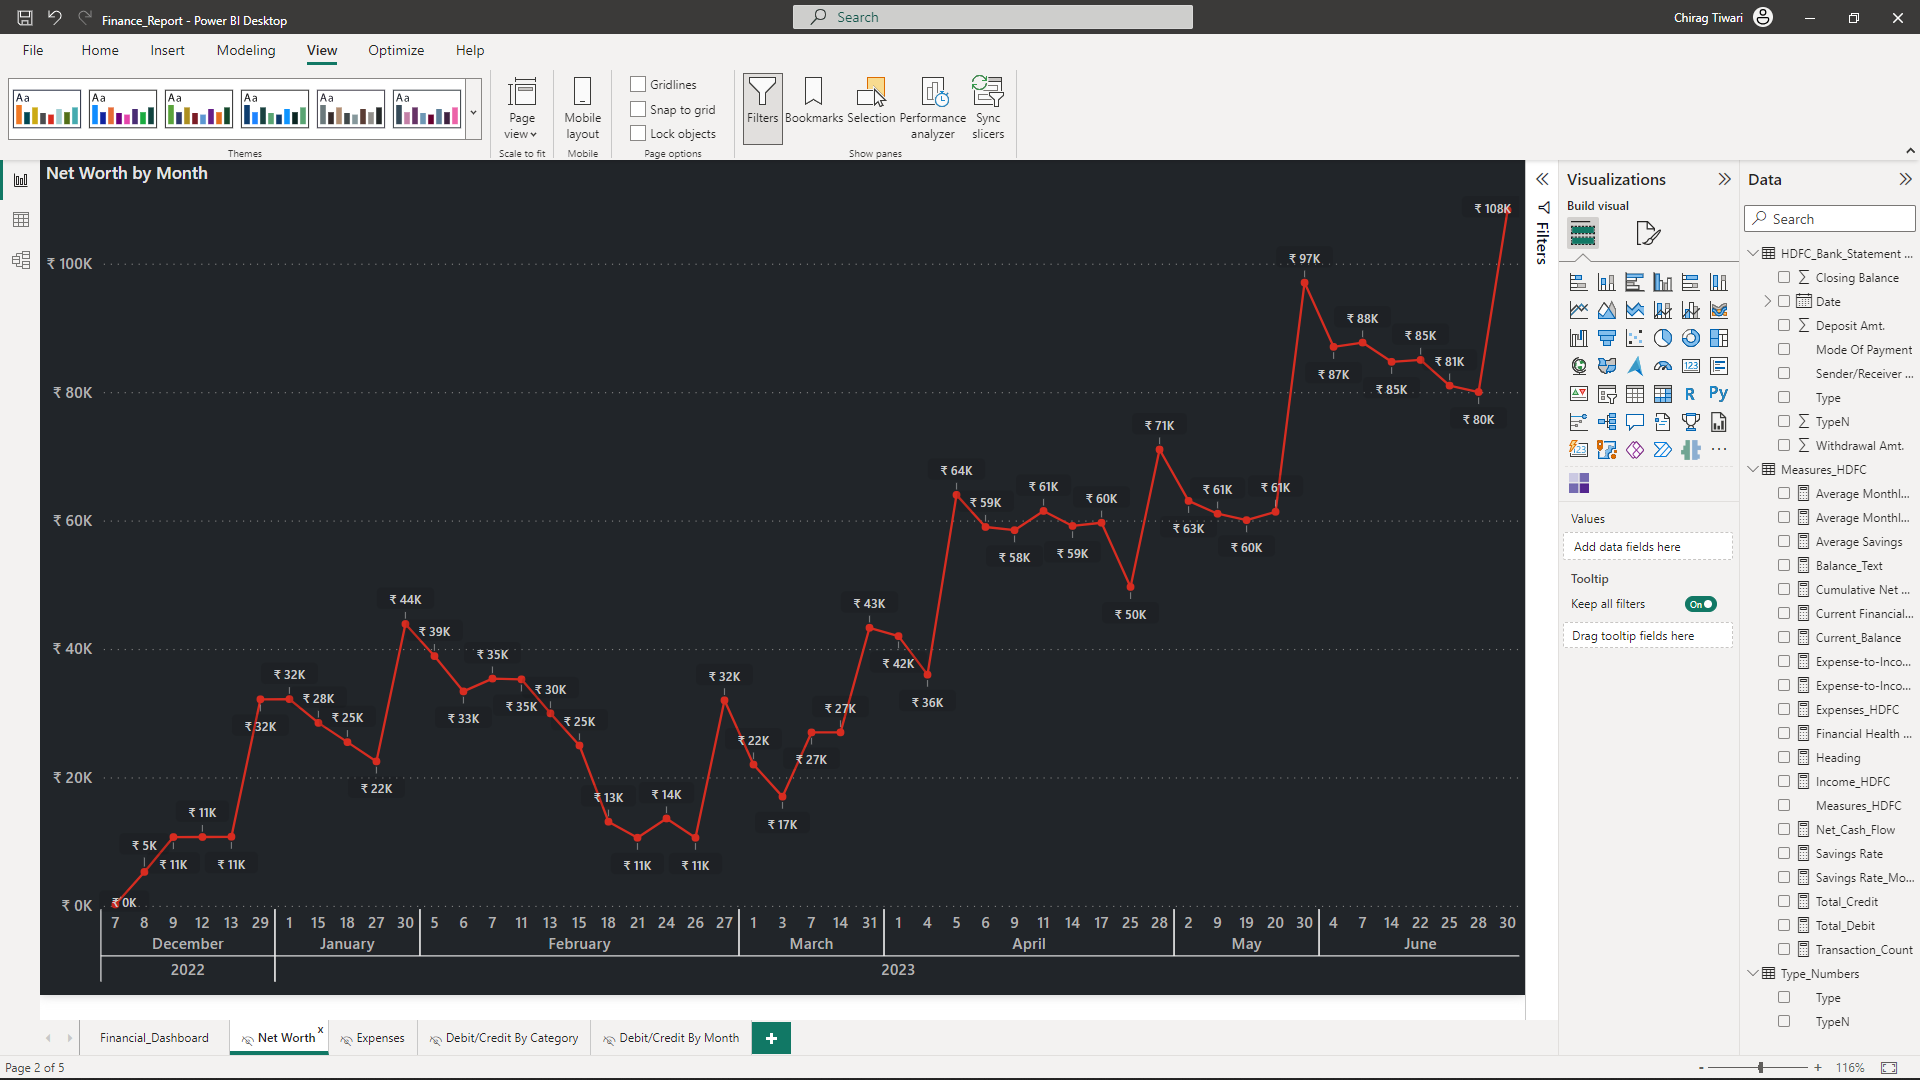 Finance_Report - Power BI Desktop
Search
Chirag Tiwari
File Home Insert Modeling View Optimize Help
Aa Aa Aa Aa Aa Aa
Themes
Page view
Scale to fit
Mobile layout
Mobile
Gridlines
Snap to grid
Lock objects
Page options
Filters
Bookmarks
Selection
Performance analyzer
Sync slicers
Show panes
Net Worth by Month
₹ 100K
₹ 80K
₹ 60K
₹ 40K
₹ 20K
₹ 0K
₹ 0K ₹ 5K ₹ 11K ₹ 11K ₹ 11K ₹ 32K ₹ 32K ₹ 28K ₹ 25K ₹ 22K ₹ 44K ₹ 39K ₹ 33K ₹ 35K ₹ 35K ₹ 30K ₹ 25K ₹ 13K ₹ 11K ₹ 14K ₹ 11K ₹ 32K ₹ 22K ₹ 17K ₹ 27K ₹ 27K ₹ 43K ₹ 42K ₹ 36K ₹ 64K ₹ 59K ₹ 58K ₹ 61K ₹ 59K ₹ 60K ₹ 50K ₹ 71K ₹ 63K ₹ 61K ₹ 60K ₹ 61K ₹ 97K ₹ 87K ₹ 88K ₹ 85K ₹ 85K ₹ 81K ₹ 80K ₹ 108K
7 8 9 12 13 29 1 15 18 27 30 5 6 7 11 13 15 18 21 24 26 27 1 3 7 14 31 1 4 5 6 9 11 14 17 25 28 2 9 19 20 30 4 7 14 22 25 28 30
December January February March April May June
2022 2023
Filters
Visualizations
Build visual
123
R Py
123
Values
Add data fields here
Tooltip
Keep all filters On
Drag tooltip fields here
Data
Search
HDFC_Bank_Statement ...
Closing Balance
Date
Deposit Amt.
Mode Of Payment
Sender/Receiver ...
Type
TypeN
Withdrawal Amt.
Measures_HDFC
Average Monthl...
Average Monthl...
Average Savings
Balance_Text
Cumulative Net ...
Current Financial...
Current_Balance
Expense-to-Inco...
Expense-to-Inco...
Expenses_HDFC
Financial Health ...
Heading
Income_HDFC
Measures_HDFC
Net_Cash_Flow
Savings Rate
Savings Rate_Mo...
Total_Credit
Total_Debit
Transaction_Count
Type_Numbers
Type
TypeN
Financial_Dashboard Net Worth x Expenses Debit/Credit By Category Debit/Credit By Month +
Page 2 of 5
- + 116%